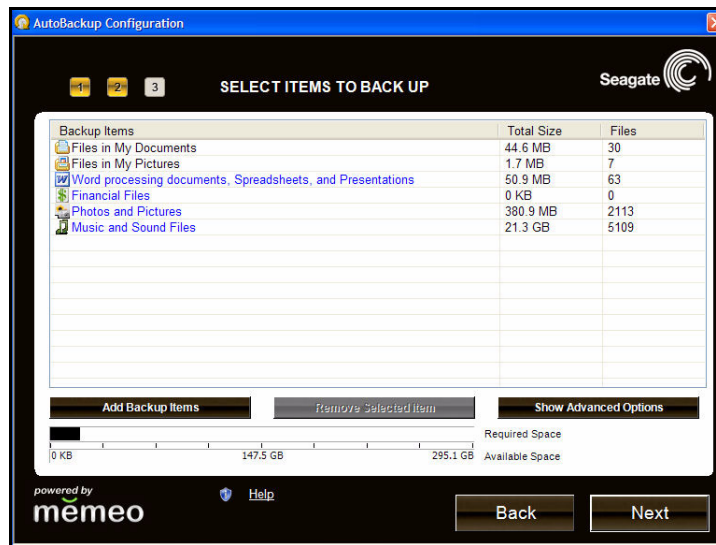 AutoBackup Configuration
1 2 3 SELECT ITEMS TO BACK UP Seagate
Backup Items Total Size Files
Files in My Documents 44.6 MB 30
Files in My Pictures 1.7 MB 7
Word processing documents, Spreadsheets, and Presentations 50.9 MB 63
Financial Files 0 KB 0
Photos and Pictures 380.9 MB 2113
Music and Sound Files 21.3 GB 5109
Add Backup Items Remove Selected Item Show Advanced Options
Required Space
0 KB 147.5 GB 295.1 GB Available Space
powered by
memeo
Help
Back Next